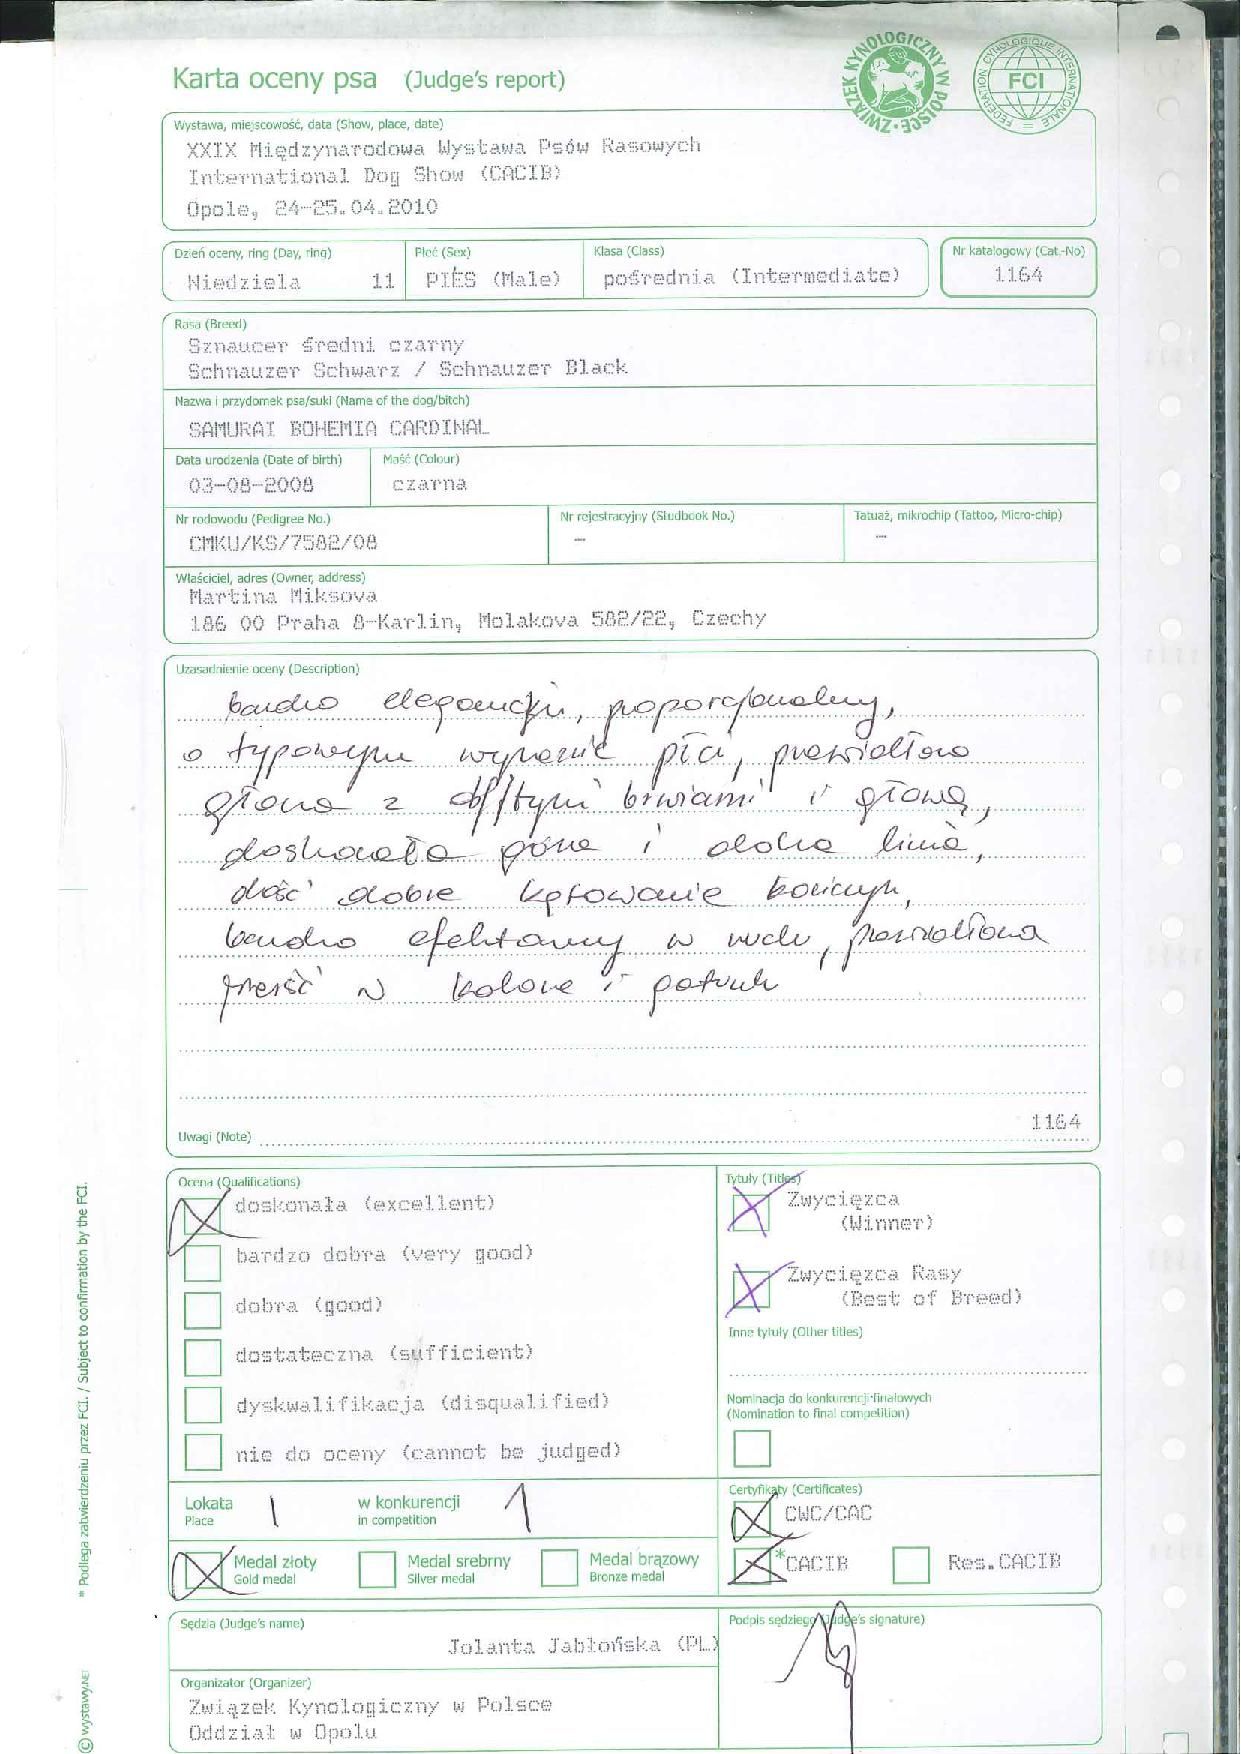 Karta oceny psa (Judge's report)
ZWIĄZEK KYNOLOGICZNY W POLSCE
FEDERATION CYNOLOGIQUE INTERNATIONALE
FCI
Wystawa, miejscowość, data (Show, place, date)
XXIX Międzynarodowa Wystawa Psów Rasowych
International Dog Show (CACIB)
Opole, 24-25.04.2010
Dzień oceny, ring (Day, ring) Płeć (Sex) Klasa (Class) Nr katalogowy (Cat.-No)
Niedziela 11 PIES (Male) pośrednia (Intermediate) 1164
Rasa (Breed)
Sznaucer średni czarny
Schnauzer Schwarz / Schnauzer Black
Nazwa i przydomek psa/suki (Name of the dog/bitch)
SAMURAI BOHEMIA CARDINAL
Data urodzenia (Date of birth) Maść (Colour)
03-08-2008 czarna
Nr rodowodu (Pedigree No.) Nr rejestracyjny (Studbook No.) Tatuaż, mikrochip (Tattoo, Micro-chip)
CMKU/KS/7582/08 - -
Właściciel, adres (Owner, address)
Martina Miksova
186 00 Praha 8-Karlin, Molakova 582/22, Czechy
Uzasadnienie oceny (Description)
bardzo elegancki, proporcjonalny,
o typowym wyrazie płci, prawidłowa
głowa z obfitymi brwiami i głową,
doskonała górna i dolna linia,
dość dobre kątowanie kończyn,
bardzo efektowny w ruchu, prawidłowa
sierść w kolorze i gatunku
1164
Uwagi (Note)
Ocena (Qualifications) Tytuły (Titles)
doskonała (excellent) Zwycięzca
(Winner)
bardzo dobra (very good)
Zwycięzca Rasy
dobra (good) (Best of Breed)
Inne tytuły (Other titles)
dostateczna (sufficient)
dyskwalifikacja (disqualified) Nominacja do konkurencji finałowych
(Nomination to final competition)
nie do oceny (cannot be judged)
Certyfikaty (Certificates)
Lokata I w konkurencji 1 CWC/CAC
Place in competition
Medal złoty Medal srebrny Medal brązowy *CACIB Res.CACIB
Gold medal Silver medal Bronze medal
Sędzia (Judge's name) Podpis sędziego (Judge's signature)
Jolanta Jabłońska (PL)
Organizator (Organizer)
Związek Kynologiczny w Polsce
Oddział w Opolu
* Podlega zatwierdzeniu przez FCI. / Subject to confirmation by the FCI.
© wystawy.NET